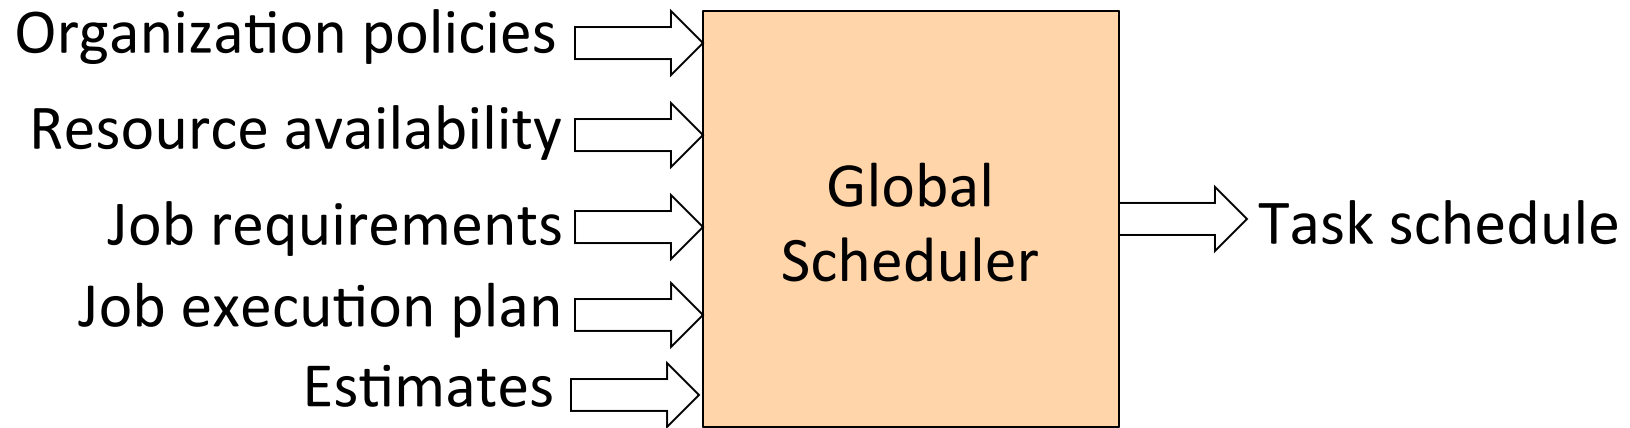 Organization policies
Resource availability
Job requirements
Job execution plan
Estimates
Global
Scheduler
Task schedule